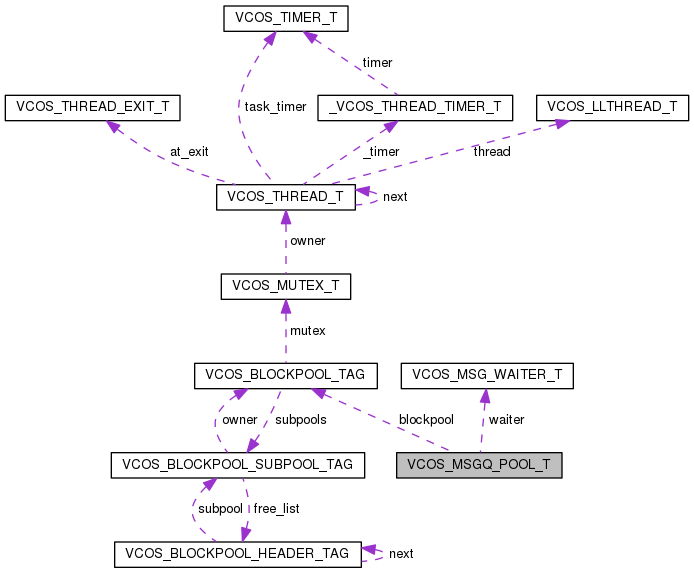 VCOS_TIMER_T
timer
VCOS_THREAD_EXIT_T
task_timer
_VCOS_THREAD_TIMER_T
VCOS_LLTHREAD_T
at_exit
_timer
thread
VCOS_THREAD_T
next
owner
VCOS_MUTEX_T
mutex
VCOS_BLOCKPOOL_TAG
VCOS_MSG_WAITER_T
owner
subpools
blockpool
waiter
VCOS_BLOCKPOOL_SUBPOOL_TAG
VCOS_MSGQ_POOL_T
subpool
free_list
VCOS_BLOCKPOOL_HEADER_TAG
next